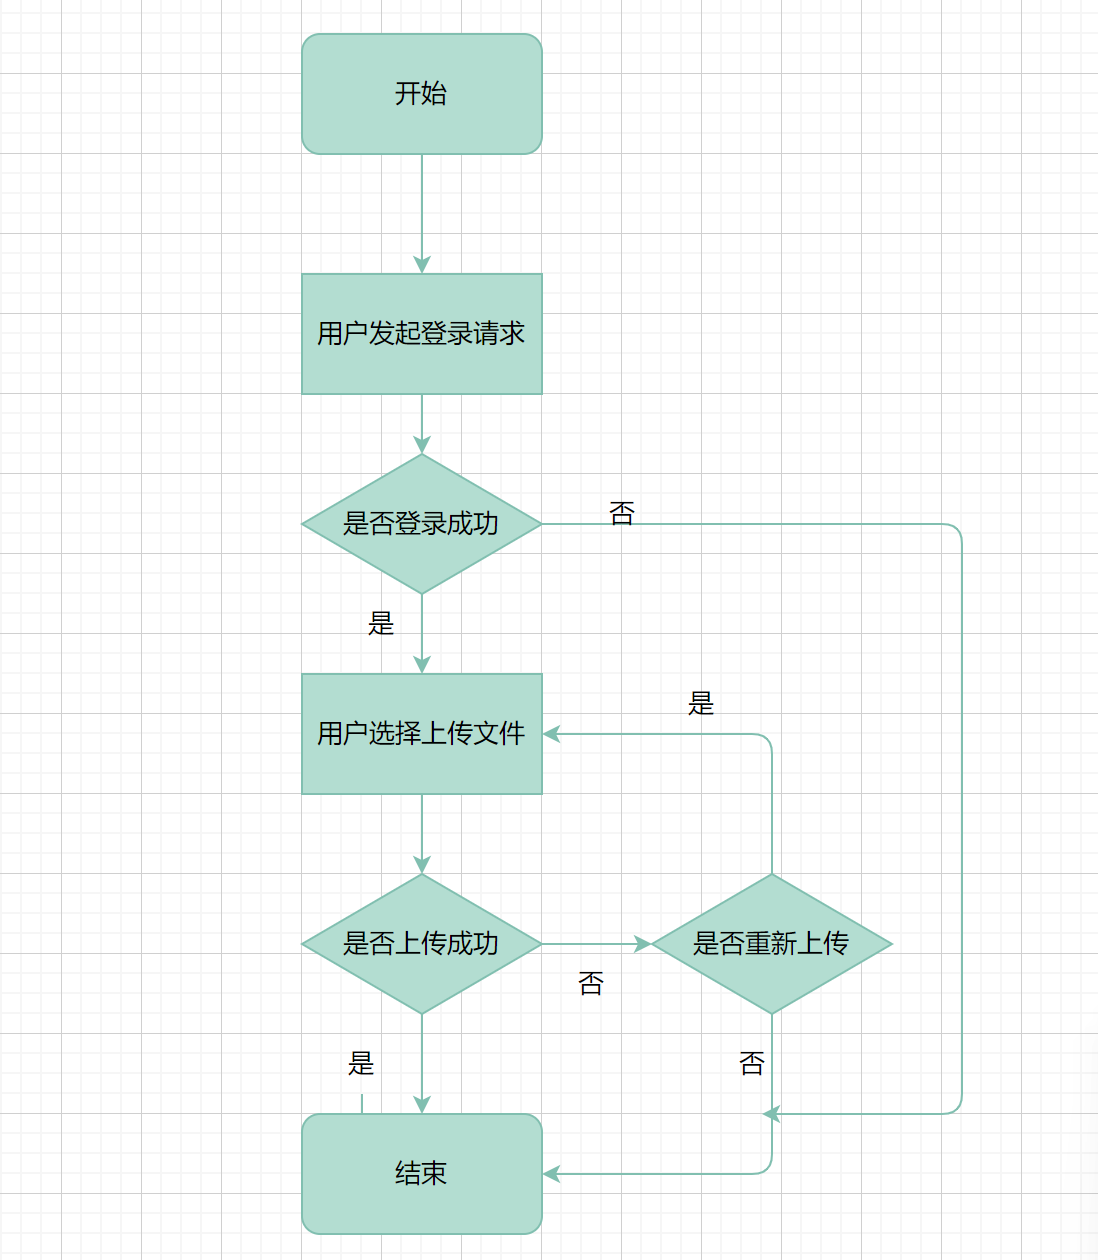 开始
用户发起登录请求
是否登录成功
否
是
用户选择上传文件
是
是否上传成功
否
是否重新上传
是
否
结束